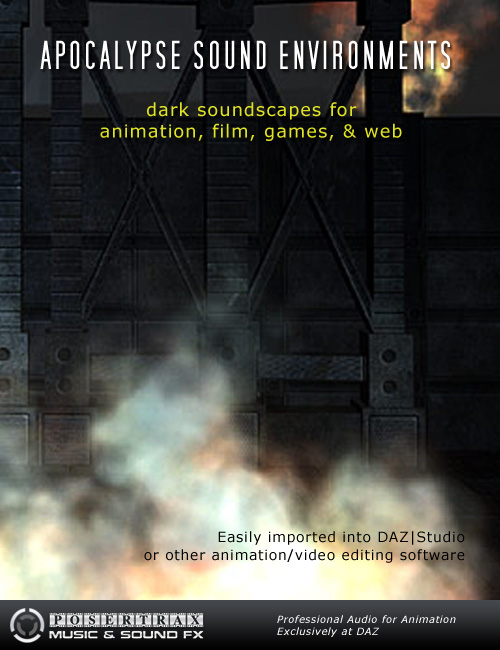 APOCALYPSE SOUND ENVIRONMENTS
dark soundscapes for
animation, film, games, & web
Easily imported into DAZ|Studio
or other animation/video editing software
POSERTRAX
MUSIC & SOUND FX
Professional Audio for Animation
Exclusively at DAZ